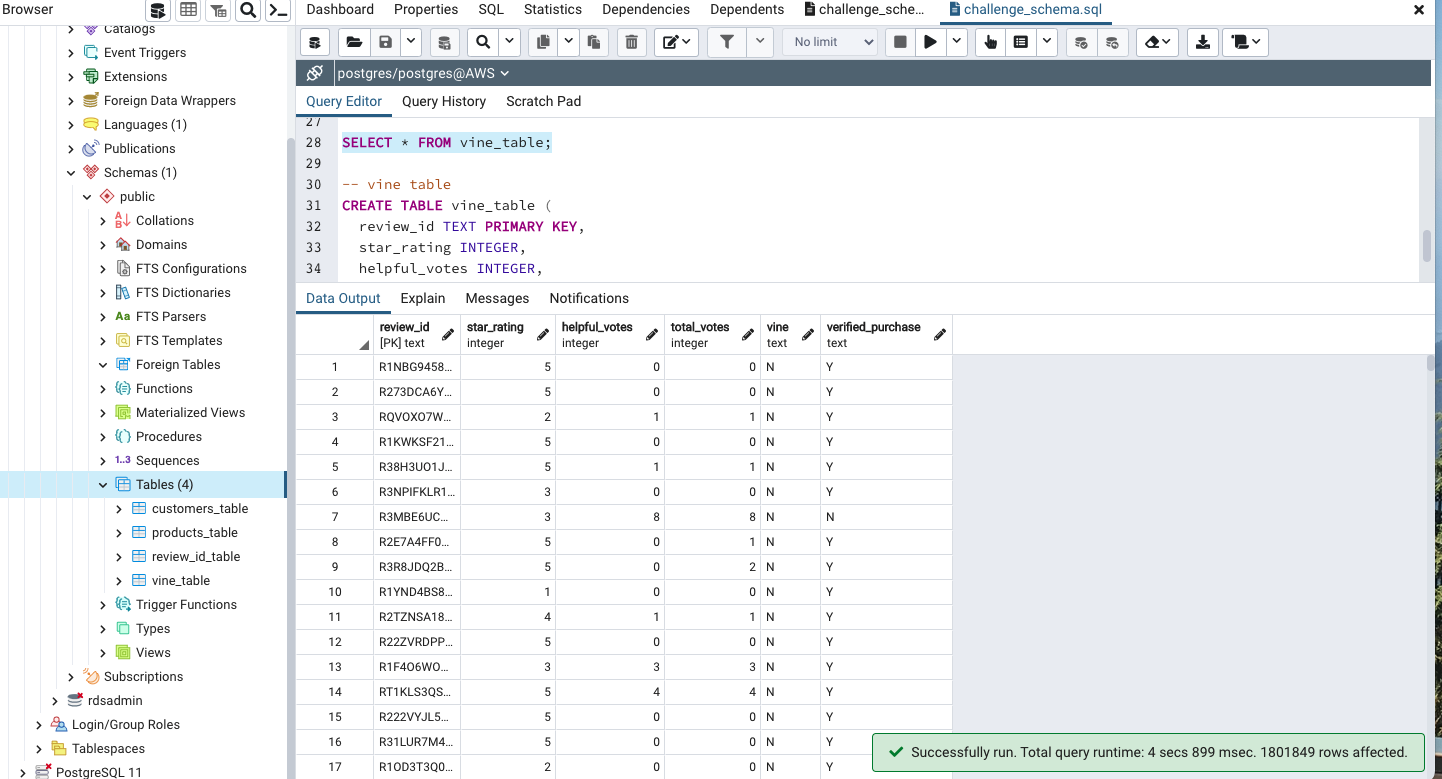 Browser
Dashboard Properties SQL Statistics Dependencies Dependents challenge_sche... challenge_schema.sql
No limit
postgres/postgres@AWS
Query Editor Query History Scratch Pad
Catalogs
Event Triggers
Extensions
Foreign Data Wrappers
Languages (1)
Publications
Schemas (1)
public
Collations
Domains
FTS Configurations
FTS Dictionaries
FTS Parsers
FTS Templates
Foreign Tables
Functions
Materialized Views
Procedures
1..3 Sequences
Tables (4)
customers_table
products_table
review_id_table
vine_table
Trigger Functions
Types
Views
Subscriptions
rdsadmin
Login/Group Roles
Tablespaces
PostgreSQL 11
27
28 SELECT * FROM vine_table;
29
30 -- vine table
31 CREATE TABLE vine_table (
32 review_id TEXT PRIMARY KEY,
33 star_rating INTEGER,
34 helpful_votes INTEGER,
Data Output Explain Messages Notifications
review_id star_rating helpful_votes total_votes vine verified_purchase
[PK] text integer integer integer text text
1 R1NBG9458... 5 0 0 N Y
2 R273DCA6Y... 5 0 0 N Y
3 RQVOXO7W... 2 1 1 N Y
4 R1KWKSF21... 5 0 0 N Y
5 R38H3UO1J... 5 1 1 N Y
6 R3NPIFKLR1... 3 0 0 N Y
7 R3MBE6UC... 3 8 8 N N
8 R2E7A4FF0... 5 0 1 N Y
9 R3R8JDQ2B... 5 0 2 N Y
10 R1YND4BS8... 1 0 0 N Y
11 R2TZNSA18... 4 1 1 N Y
12 R22ZVRDPP... 5 0 0 N Y
13 R1F4O6WO... 3 3 3 N Y
14 RT1KLS3QS... 5 4 4 N Y
15 R222VYJL5... 5 0 0 N Y
16 R31LUR7M4... 5 0 0 N Y
17 R1OD3T3Q0... 2 0 0 N Y
Successfully run. Total query runtime: 4 secs 899 msec. 1801849 rows affected.